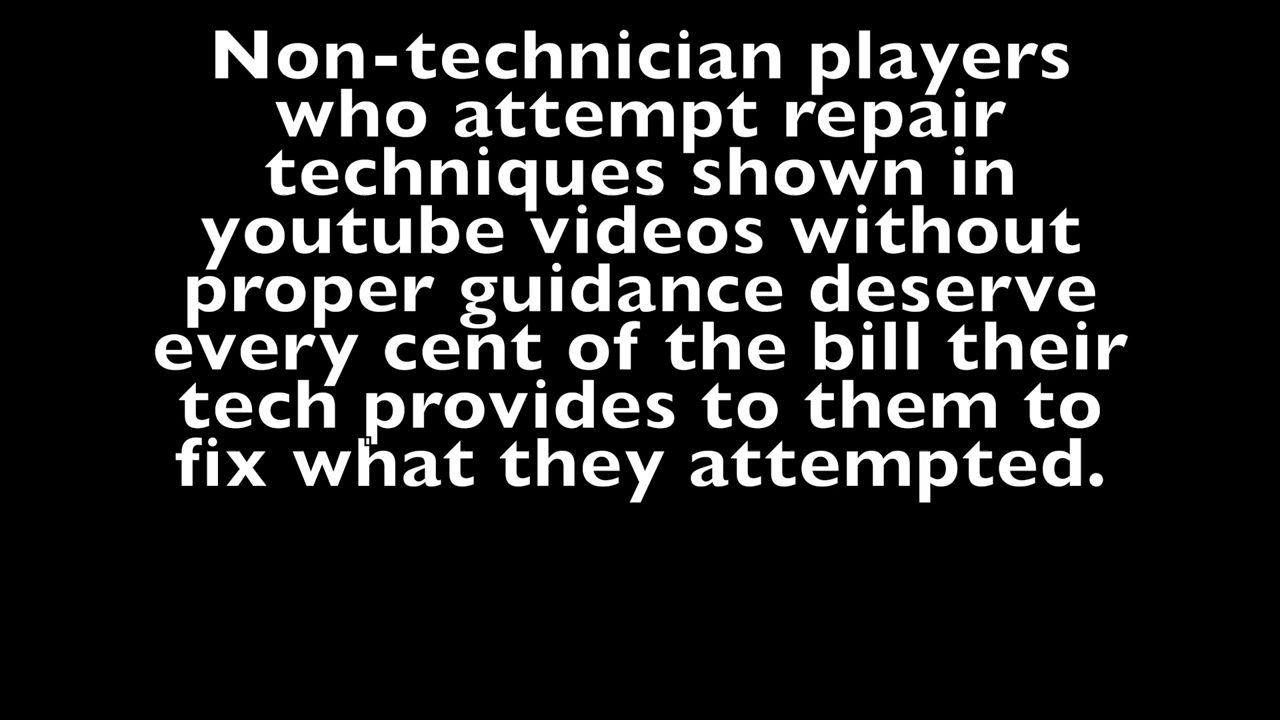 Non-technician players
who attempt repair
techniques shown in
youtube videos without
proper guidance deserve
every cent of the bill their
tech provides to them to
fix what they attempted.